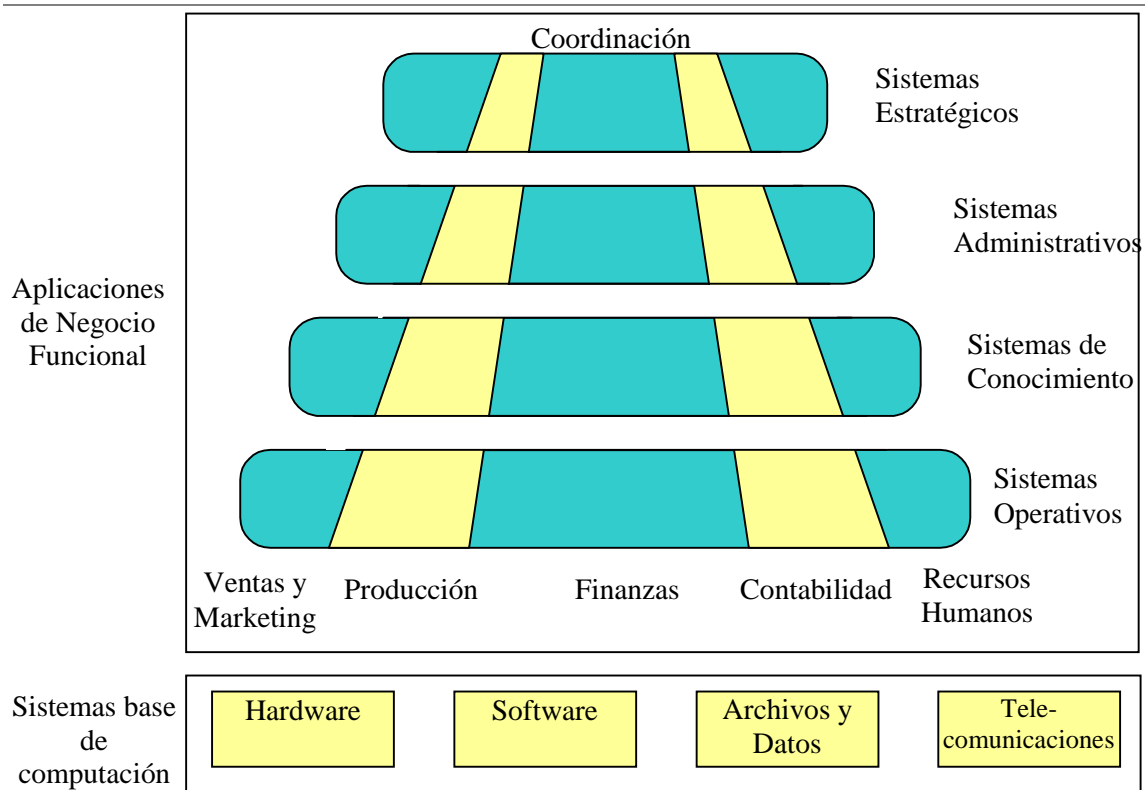 Coordinación
Sistemas
Estratégicos
Sistemas
Administrativos
Aplicaciones
de Negocio
Funcional
Sistemas de
Conocimiento
Sistemas
Operativos
Ventas y
Marketing
Producción
Finanzas
Contabilidad
Recursos
Humanos
Sistemas base
de
computación
Hardware
Software
Archivos y
Datos
Tele-
comunicaciones